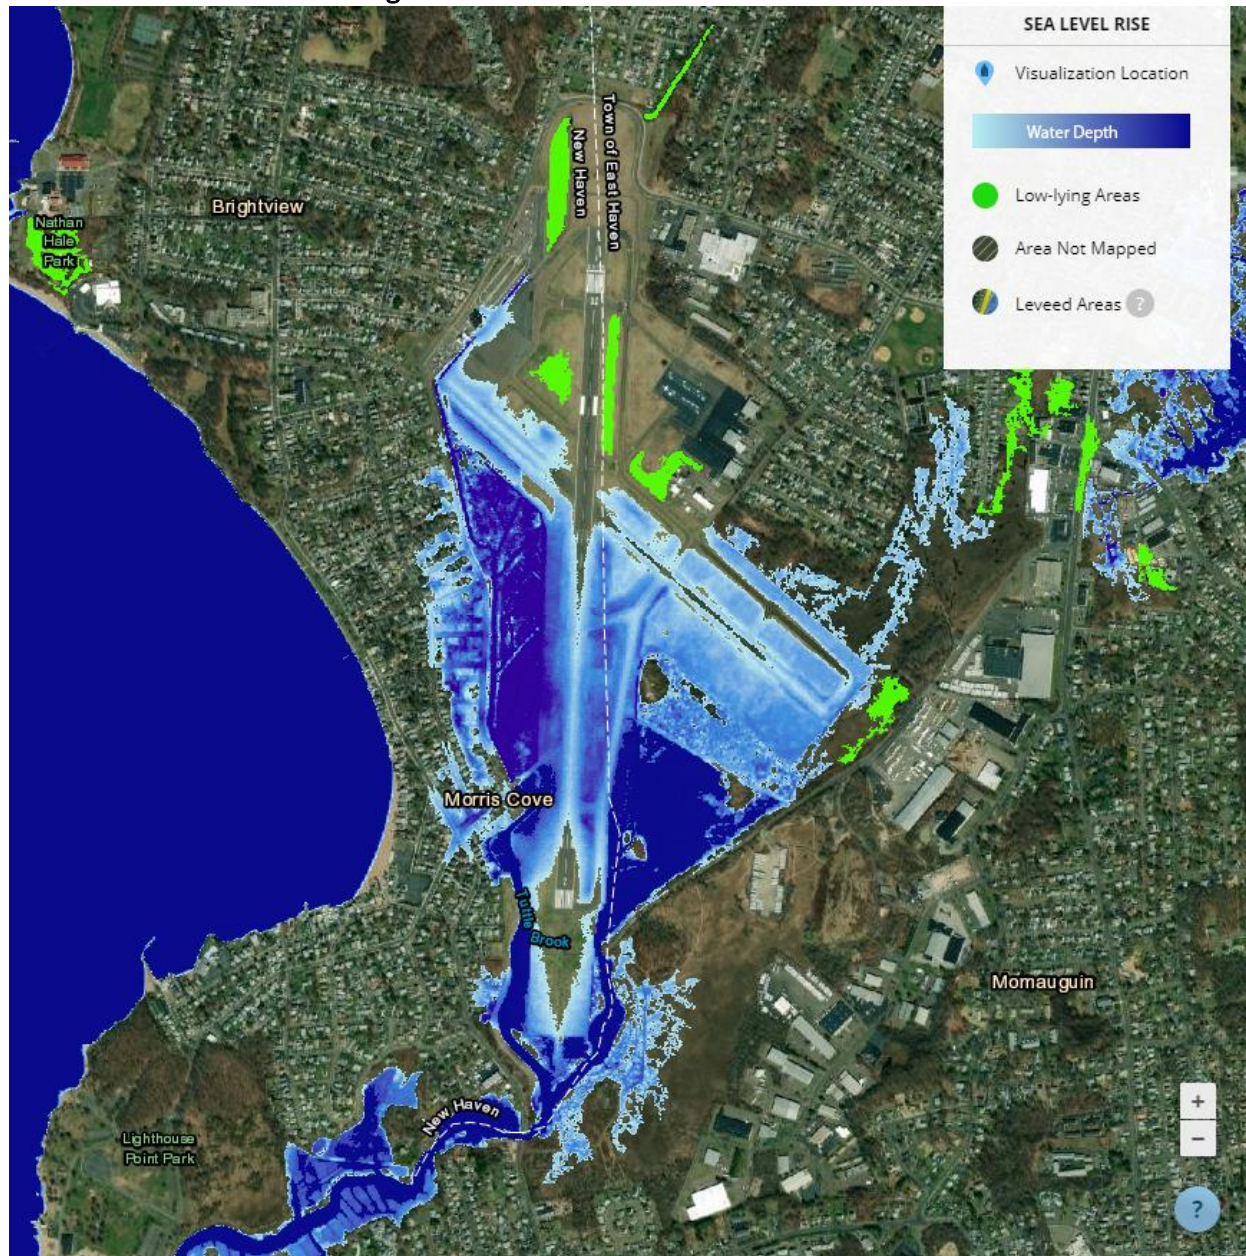 SEA LEVEL RISE
Visualization Location
Water Depth
Low-lying Areas
Area Not Mapped
Leveed Areas ?
Town of East Haven
New Haven
Brightview
Nathan
Hale
Park
Morris Cove
Tuttle Brook
Momauguin
New Haven
Lighthouse
Point Park
+
−
?